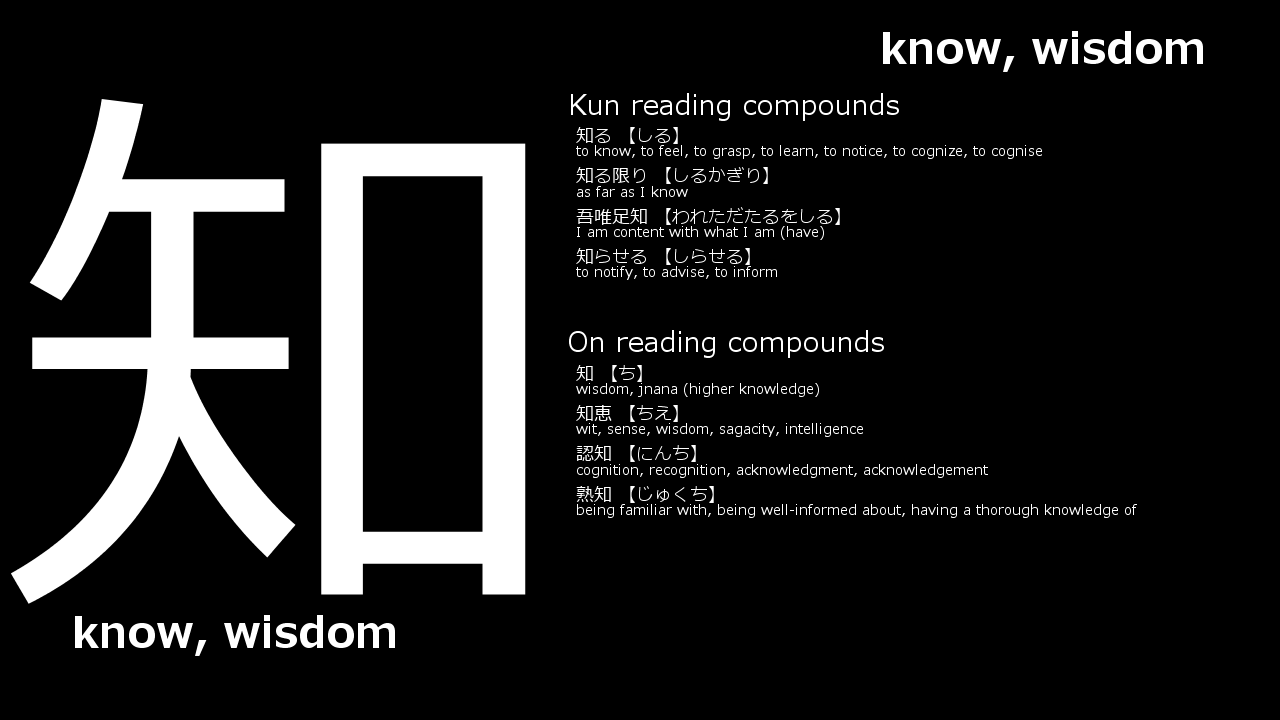 know, wisdom
知
know, wisdom
Kun reading compounds
知る 【しる】
to know, to feel, to grasp, to learn, to notice, to cognize, to cognise
知る限り 【しるかぎり】
as far as I know
吾唯足知 【われただたるをしる】
I am content with what I am (have)
知らせる 【しらせる】
to notify, to advise, to inform
On reading compounds
知 【ち】
wisdom, jnana (higher knowledge)
知恵 【ちえ】
wit, sense, wisdom, sagacity, intelligence
認知 【にんち】
cognition, recognition, acknowledgment, acknowledgement
熟知 【じゅくち】
being familiar with, being well-informed about, having a thorough knowledge of